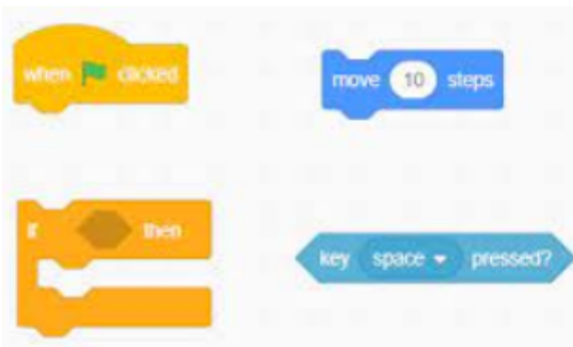 when clicked
move 10 steps
if then
key space pressed?